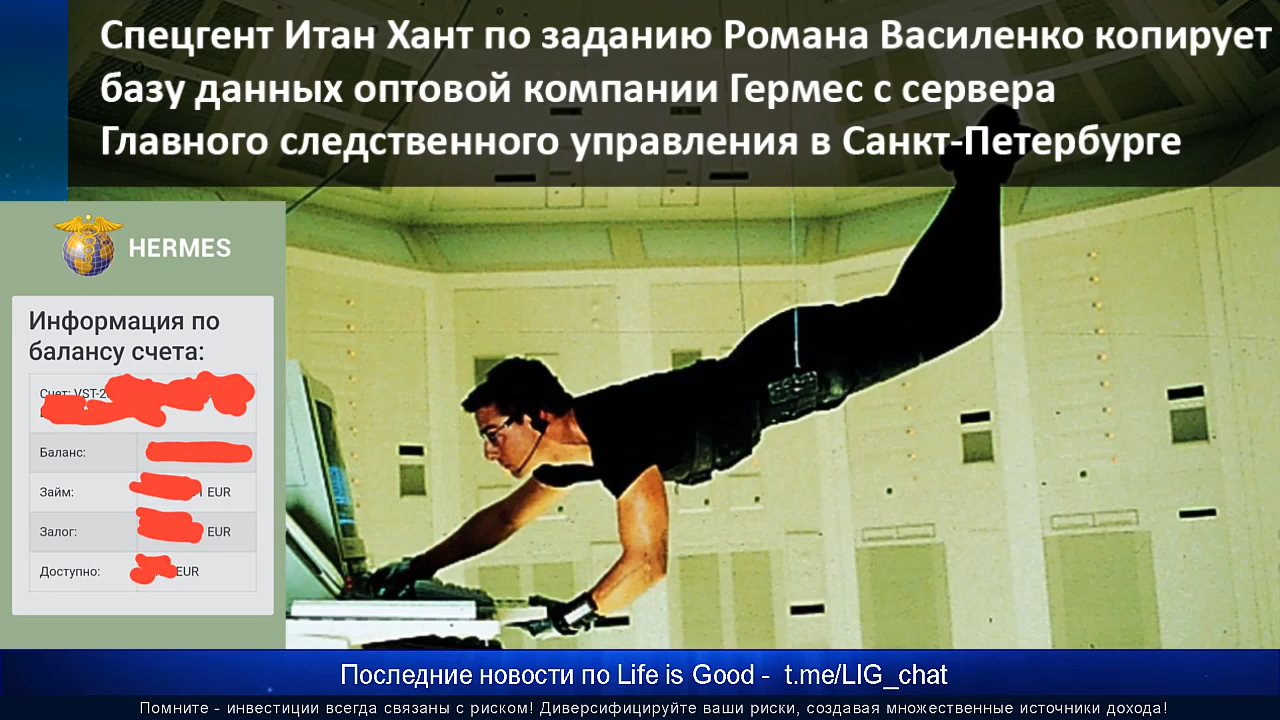 Спецгент Итан Хант по заданию Романа Василенко копирует
базу данных оптовой компании Гермес с сервера
Главного следственного управления в Санкт-Петербурге
HERMES
Информация по
балансу счета:
Счет: VST-2
Баланс:
Займ: EUR
Залог: EUR
Доступно: EUR
Последние новости по Life is Good - t.me/LIG_chat
Помните - инвестиции всегда связаны с риском! Диверсифицируйте ваши риски, создавая множественные источники дохода!